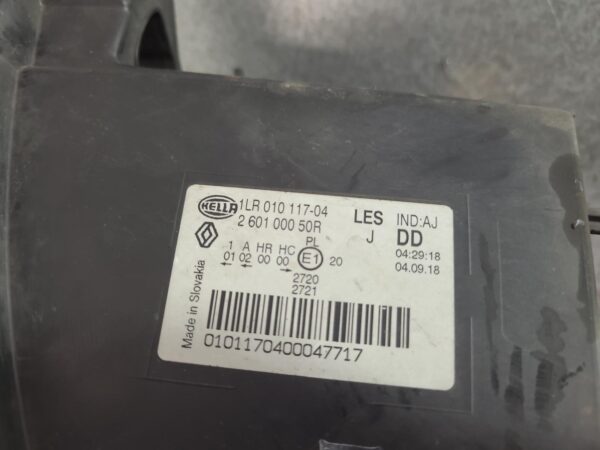 HELLA 1LR 010 117-04 LES IND:AJ
2 601 000 50R J DD
04:29:18
04.09.18
1 A HR HC PL
01 02 00 00 E1 20
2720
2721
Made in Slovakia
0101170400047717